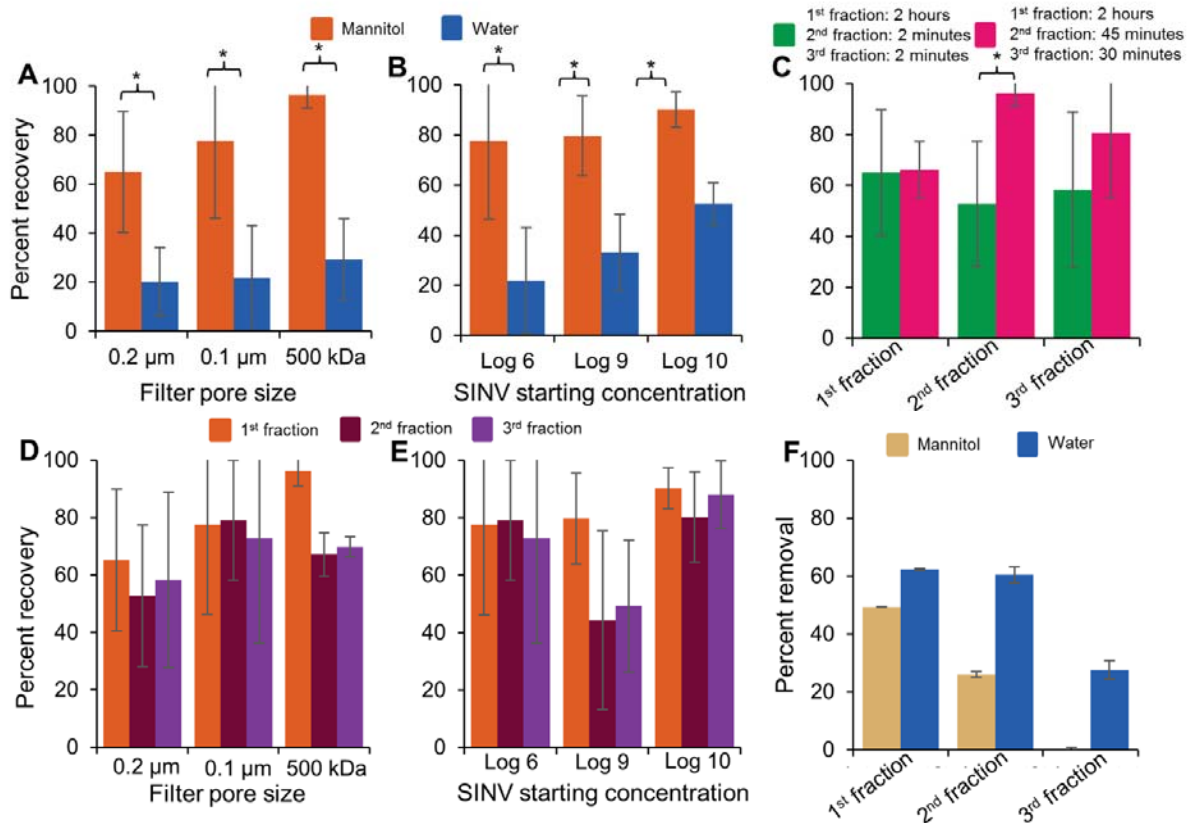 Mannitol Water
1st fraction: 2 hours
2nd fraction: 2 minutes
3rd fraction: 2 minutes
1st fraction: 2 hours
2nd fraction: 45 minutes
3rd fraction: 30 minutes
A
*
*
*
100
80
60
40
20
0
Percent recovery
0.2 µm 0.1 µm 500 kDa
Filter pore size
B
*
*
*
100
80
60
40
20
0
Log 6 Log 9 Log 10
SINV starting concentration
C
*
100
80
60
40
20
0
1st fraction 2nd fraction 3rd fraction
1st fraction 2nd fraction 3rd fraction
D
100
80
60
40
20
0
Percent recovery
0.2 µm 0.1 µm 500 kDa
Filter pore size
E
100
80
60
40
20
0
Log 6 Log 9 Log 10
SINV starting concentration
F
Mannitol Water
100
80
60
40
20
0
Percent removal
1st fraction 2nd fraction 3rd fraction